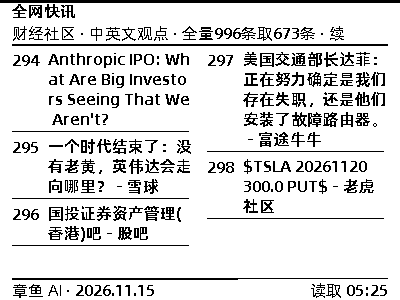 全网快讯
财经社区 · 中英文观点 · 全量996条取673条 · 续
294 Anthropic IPO: Wh
at Are Big Investo
rs Seeing That We
Aren't?
295 一个时代结束了：没
有老黄，英伟达会走
向哪里？ - 雪球
296 国投证券资产管理(
香港)吧 - 股吧
297 美国交通部长达菲：
正在努力确定是我们
存在失职，还是他们
安装了故障路由器。
- 富途牛牛
298 $TSLA 20261120
300.0 PUT$ - 老虎
社区
章鱼 AI · 2026.11.15
读取 05:25